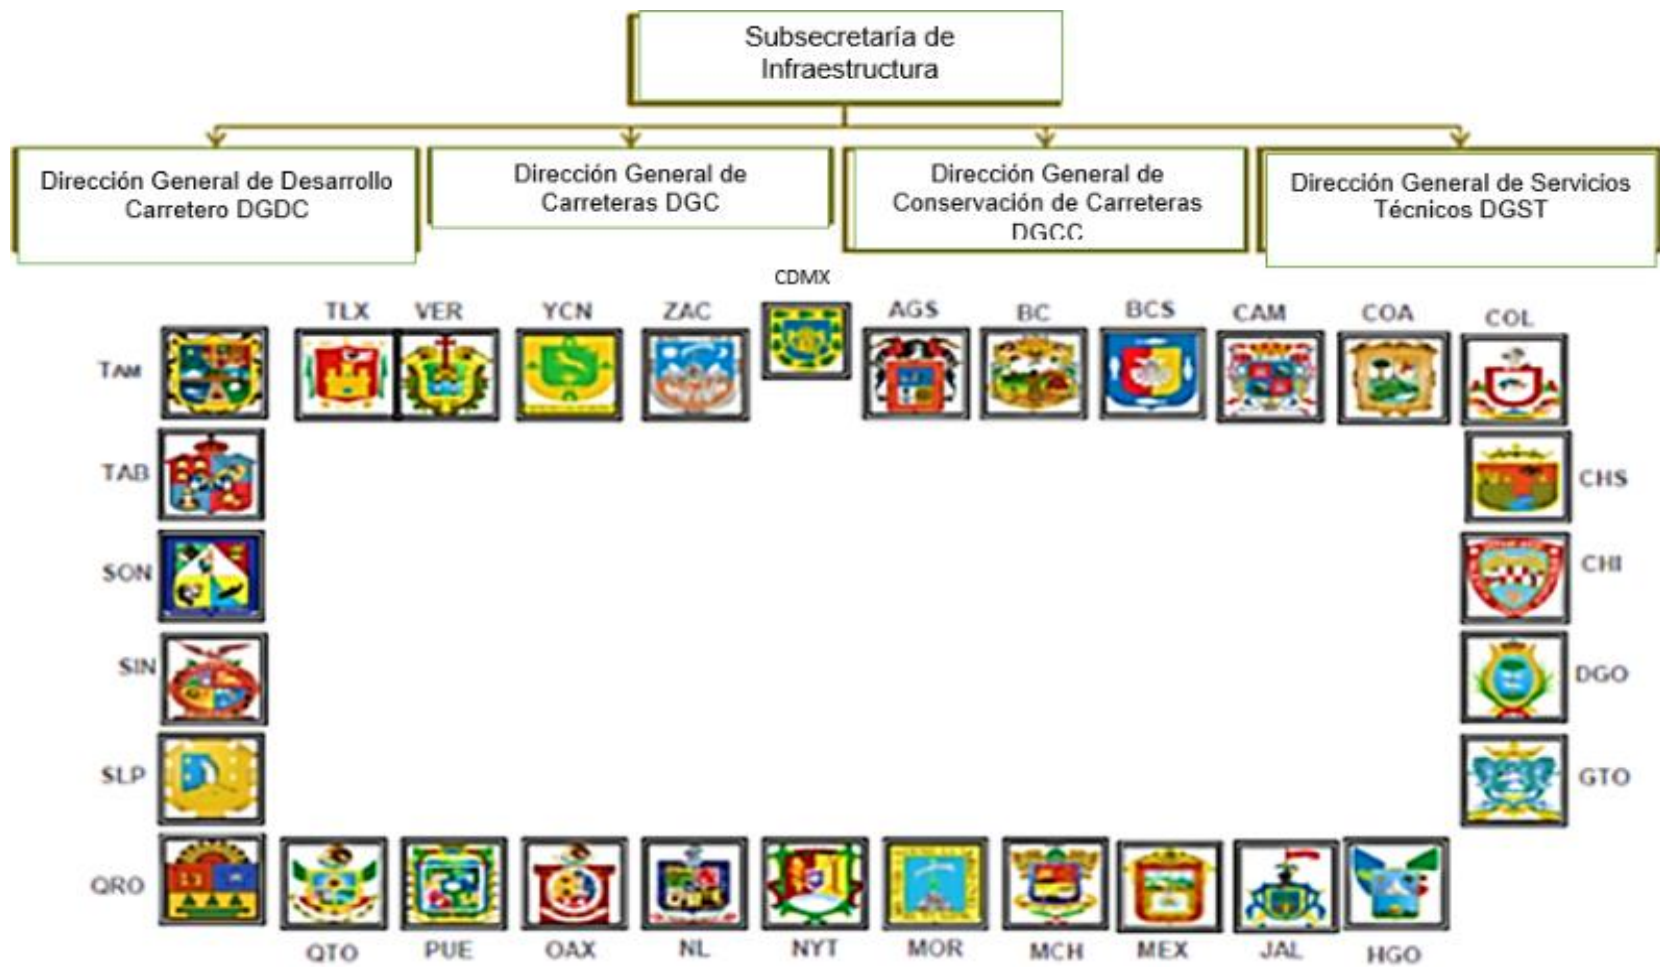 Subsecretaría de
Infraestructura
Dirección General de Desarrollo
Carretero DGDC
Dirección General de
Carreteras DGC
Dirección General de
Conservación de Carreteras
DGCC
Dirección General de Servicios
Técnicos DGST
CDMX
TLX VER YCN ZAC AGS BC BCS CAM COA COL
TAM
TAB
CHS
SON
CHI
SIN
DGO
SLP
GTO
QRO
QTO PUE OAX NL NYT MOR MCH MEX JAL HGO